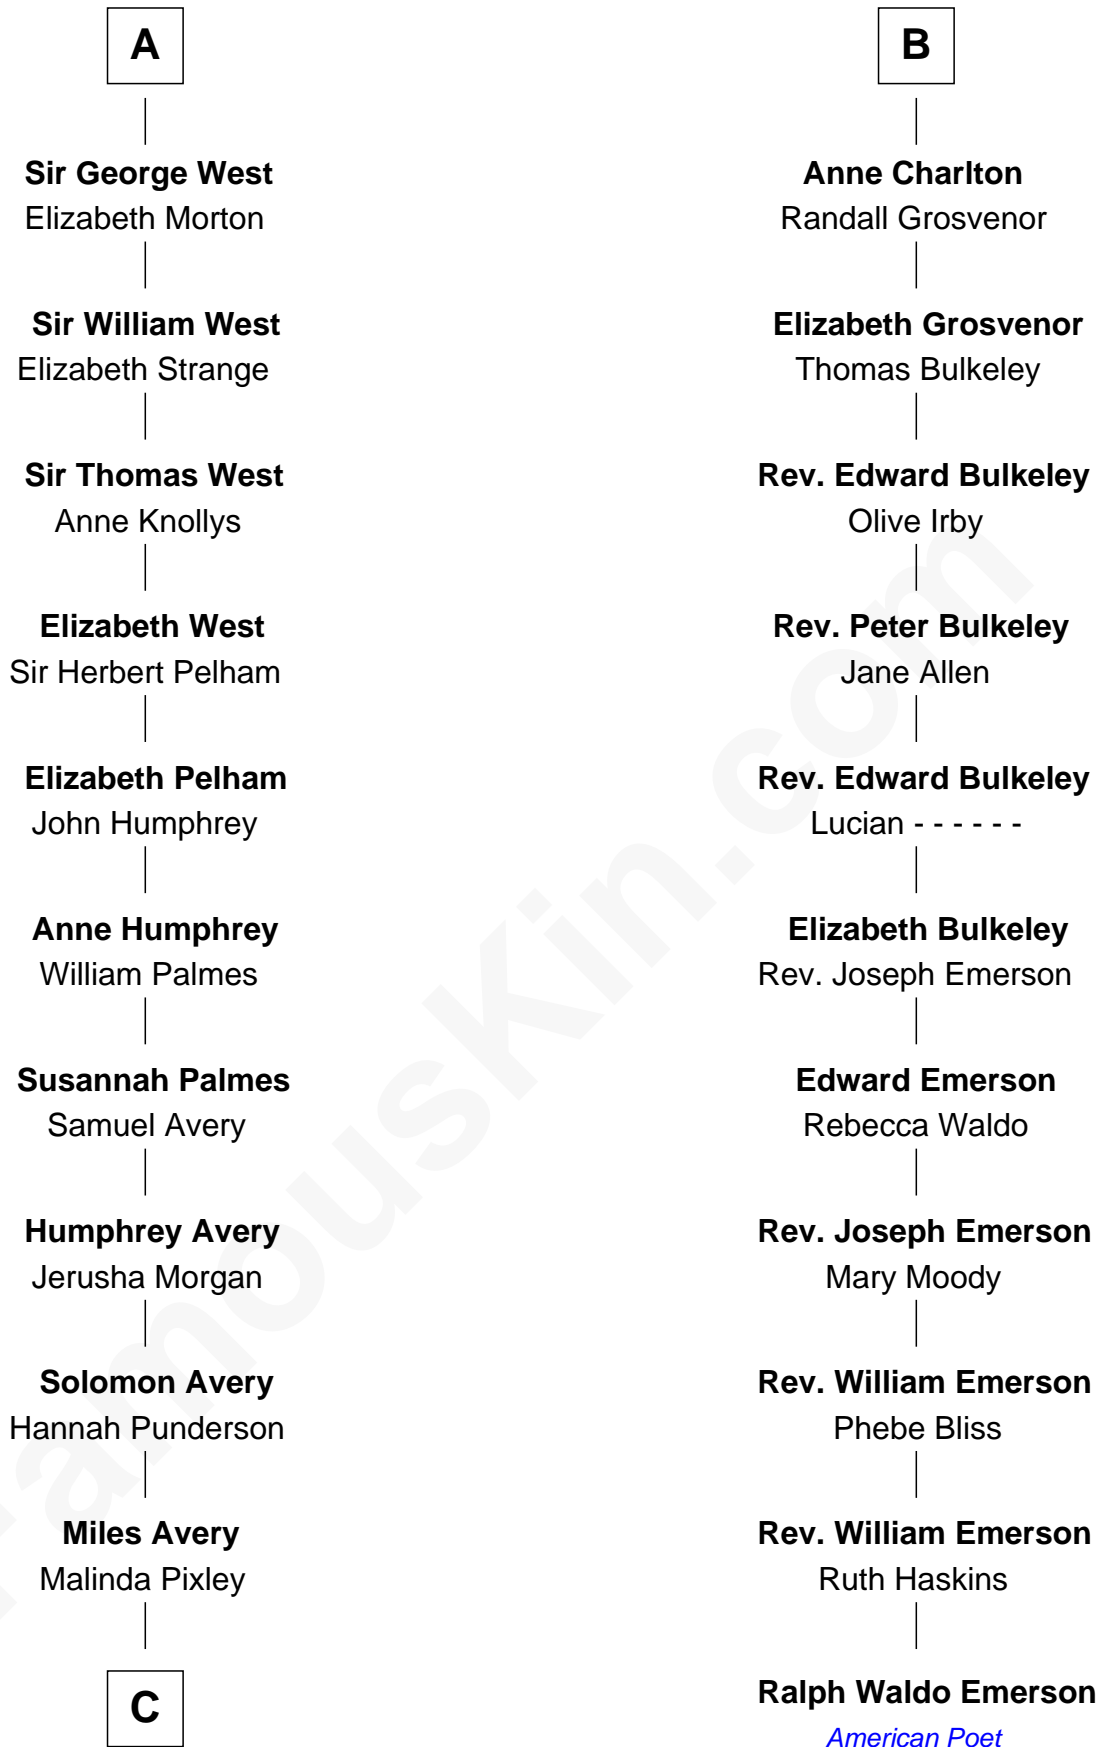 A
Sir George West
Elizabeth Morton
Sir William West
Elizabeth Strange
Sir Thomas West
Anne Knollys
Elizabeth West
Sir Herbert Pelham
Elizabeth Pelham
John Humphrey
Anne Humphrey
William Palmes
Susannah Palmes
Samuel Avery
Humphrey Avery
Jerusha Morgan
Solomon Avery
Hannah Punderson
Miles Avery
Malinda Pixley
C
B
Anne Charlton
Randall Grosvenor
Elizabeth Grosvenor
Thomas Bulkeley
Rev. Edward Bulkeley
Olive Irby
Rev. Peter Bulkeley
Jane Allen
Rev. Edward Bulkeley
Lucian - - - - - -
Elizabeth Bulkeley
Rev. Joseph Emerson
Edward Emerson
Rebecca Waldo
Rev. Joseph Emerson
Mary Moody
Rev. William Emerson
Phebe Bliss
Rev. William Emerson
Ruth Haskins
Ralph Waldo Emerson
American Poet
FamousKin.com